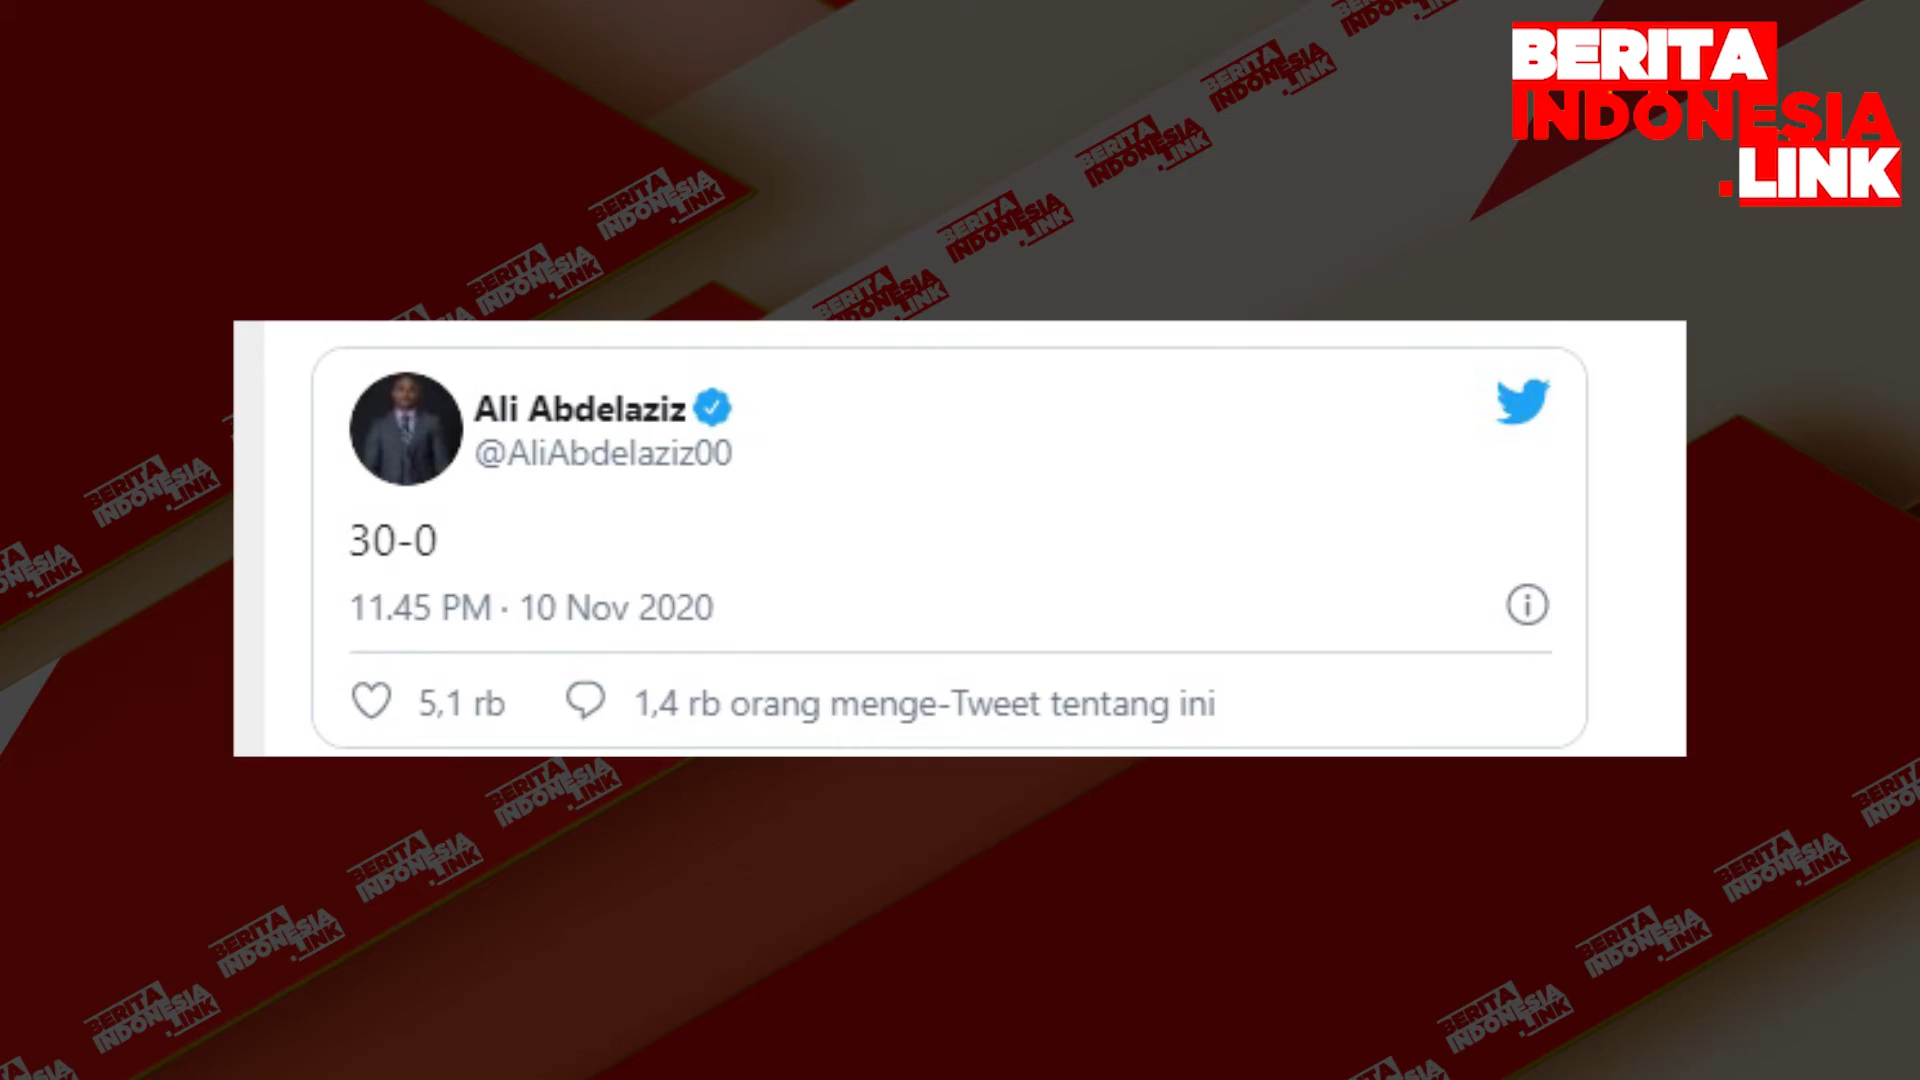 BERITA
INDONESIA
.LINK
Ali Abdelaziz
@AliAbdelaziz00
30-0
11.45 PM · 10 Nov 2020
5,1 rb
1,4 rb orang menge-Tweet tentang ini